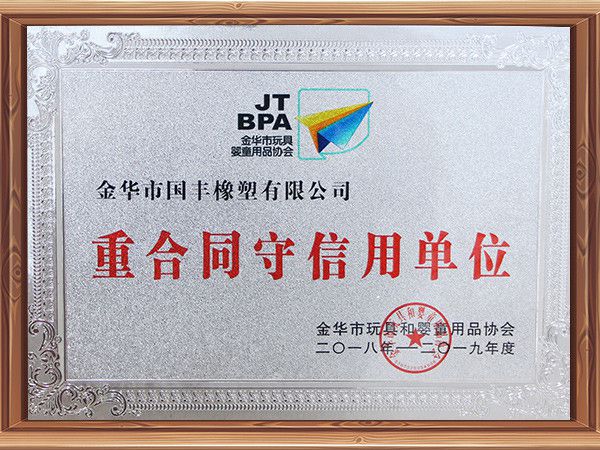 JT
BPA
金华市玩具
婴童用品协会
金华市国丰橡塑有限公司
重合同守信用单位
金华市玩具和婴童用品协会
二〇一八年—二〇一九年度